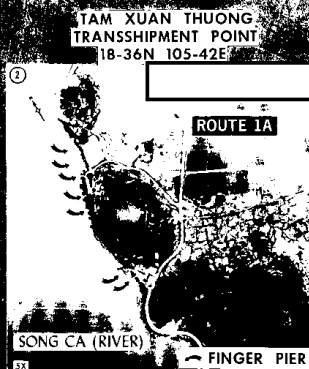 TAM XUAN THUONG
TRANSSHIPMENT POINT
18-36N 105-42E
2
ROUTE 1A
SONG CA (RIVER)
FINGER PIER
5X